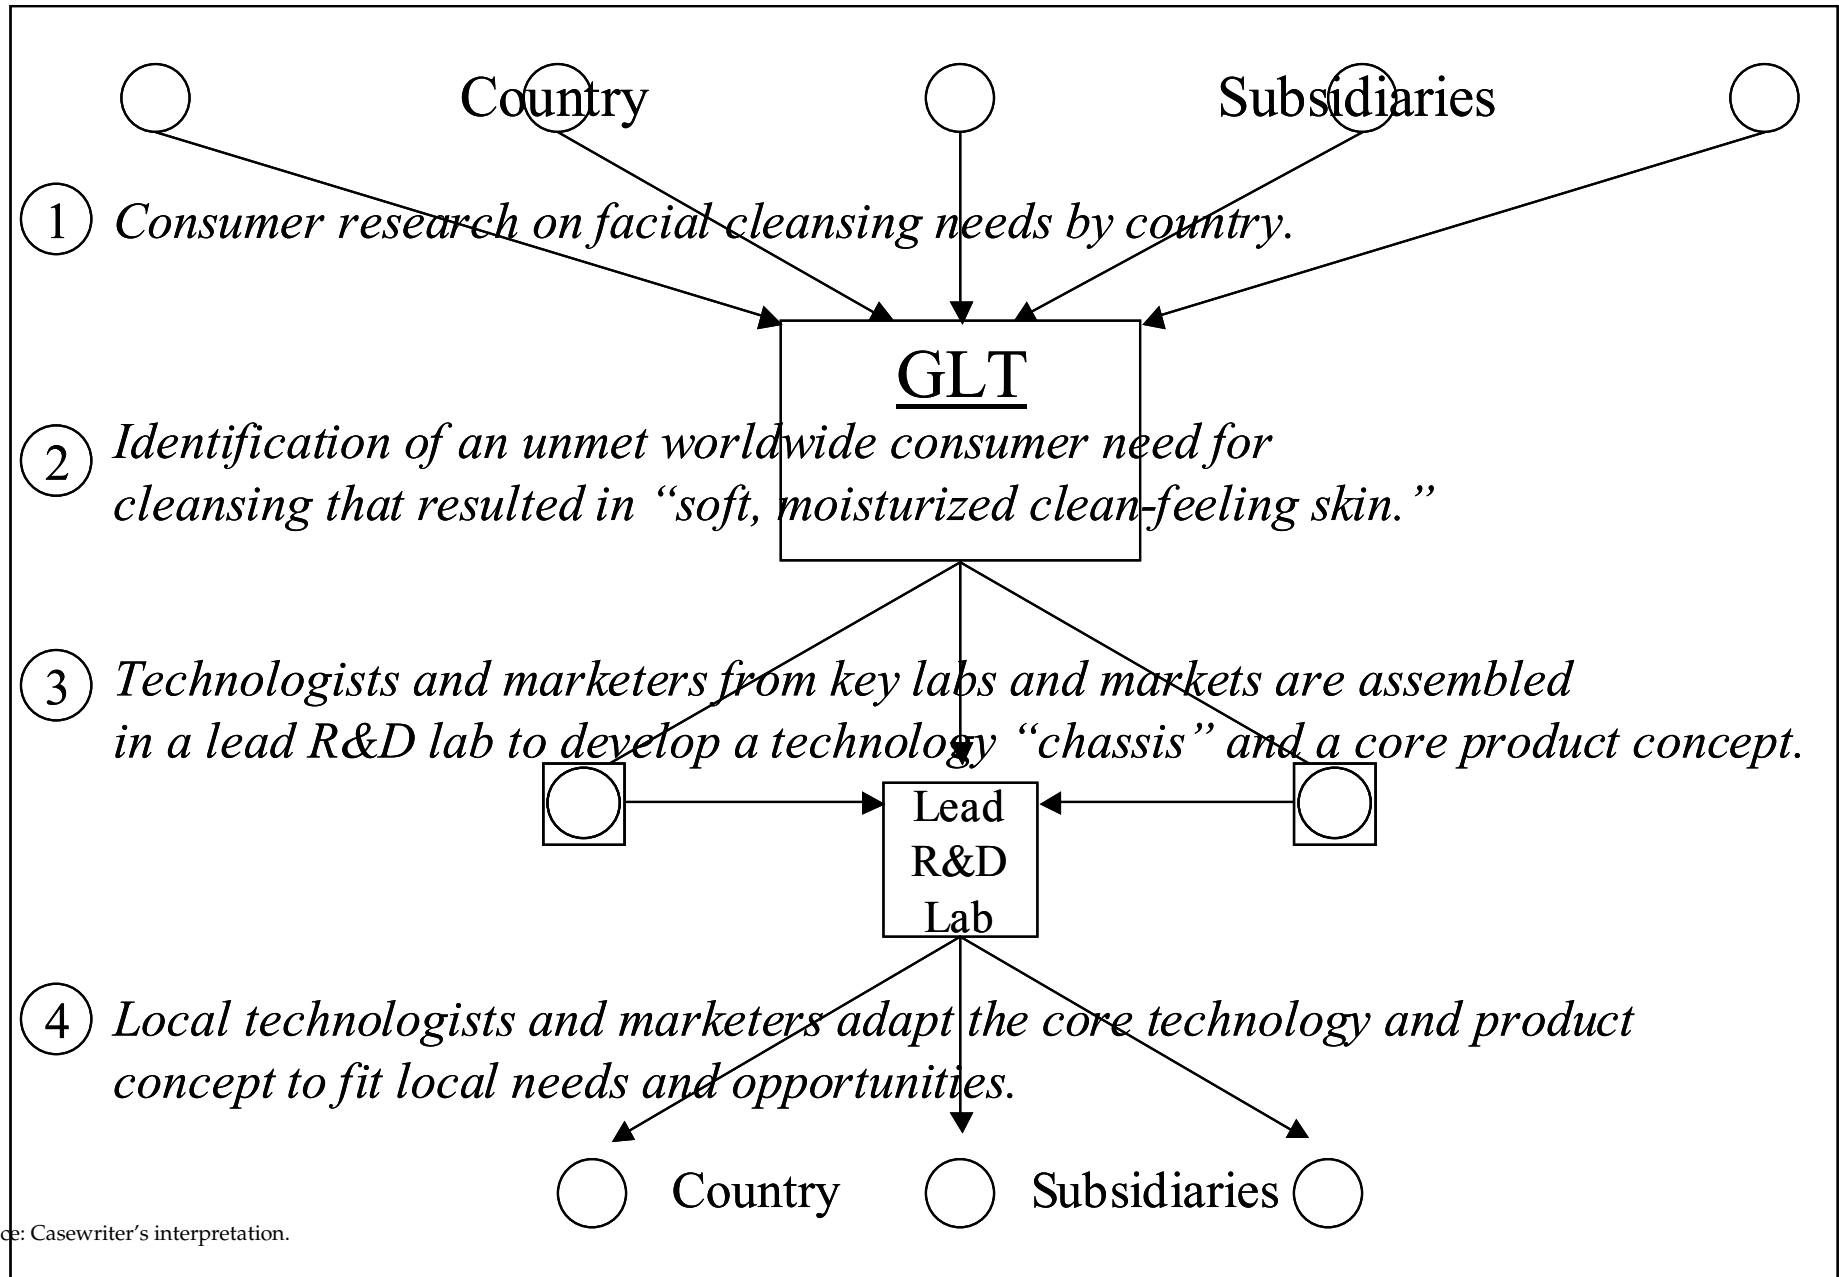 Country Subsidiaries
1 Consumer research on facial cleansing needs by country.
GLT
2 Identification of an unmet worldwide consumer need for
cleansing that resulted in “soft, moisturized clean-feeling skin.”
3 Technologists and marketers from key labs and markets are assembled
in a lead R&D lab to develop a technology “chassis” and a core product concept.
Lead
R&D
Lab
4 Local technologists and marketers adapt the core technology and product
concept to fit local needs and opportunities.
Country Subsidiaries
ce: Casewriter’s interpretation.